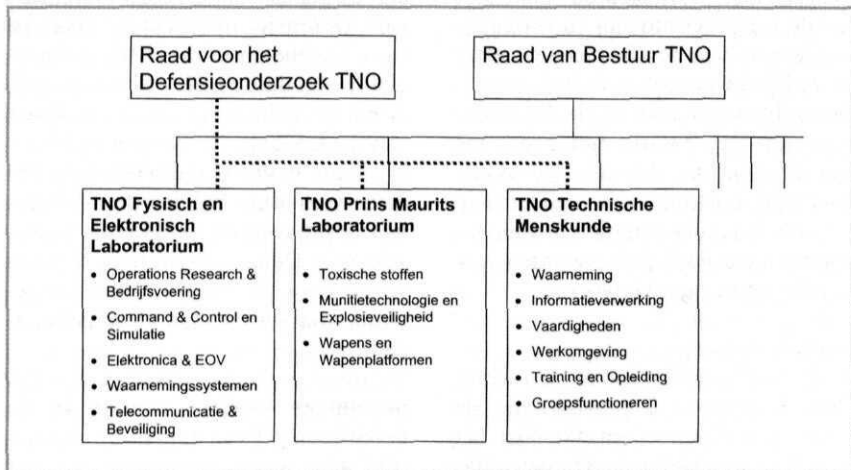 Raad voor het
Defensieonderzoek TNO
Raad van Bestuur TNO
TNO Fysisch en
Elektronisch
Laboratorium
• Operations Research &
Bedrijfsvoering
• Command & Control en
Simulatie
• Elektronica & EOV
• Waarnemingssystemen
• Telecommunicatie &
Beveiliging
TNO Prins Maurits
Laboratorium
• Toxische stoffen
• Munitietechnologie en
Explosieveiligheid
• Wapens en
Wapenplatformen
TNO Technische
Menskunde
• Waarneming
• Informatieverwerking
• Vaardigheden
• Werkomgeving
• Training en Opleiding
• Groepsfunctioneren